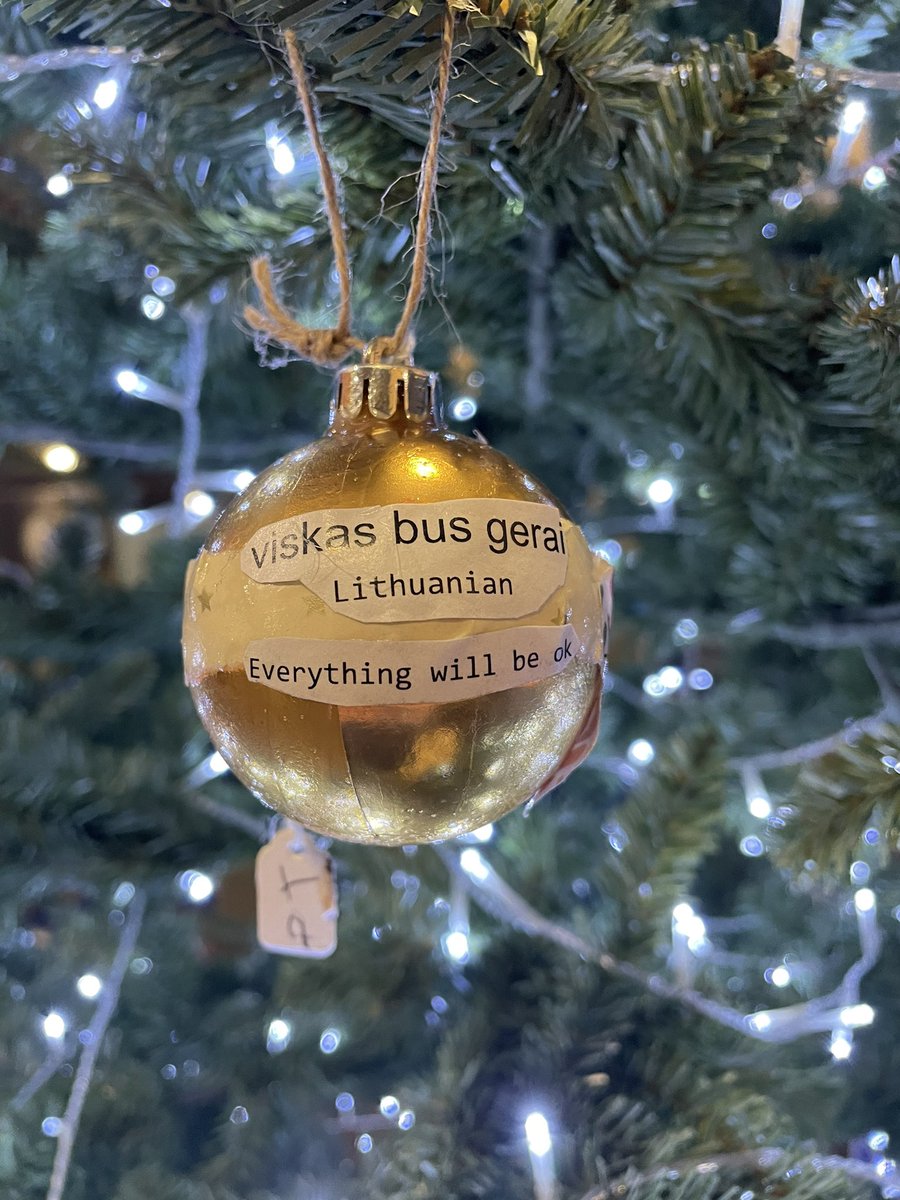 viskas bus gerai
Lithuanian
Everything will be ok